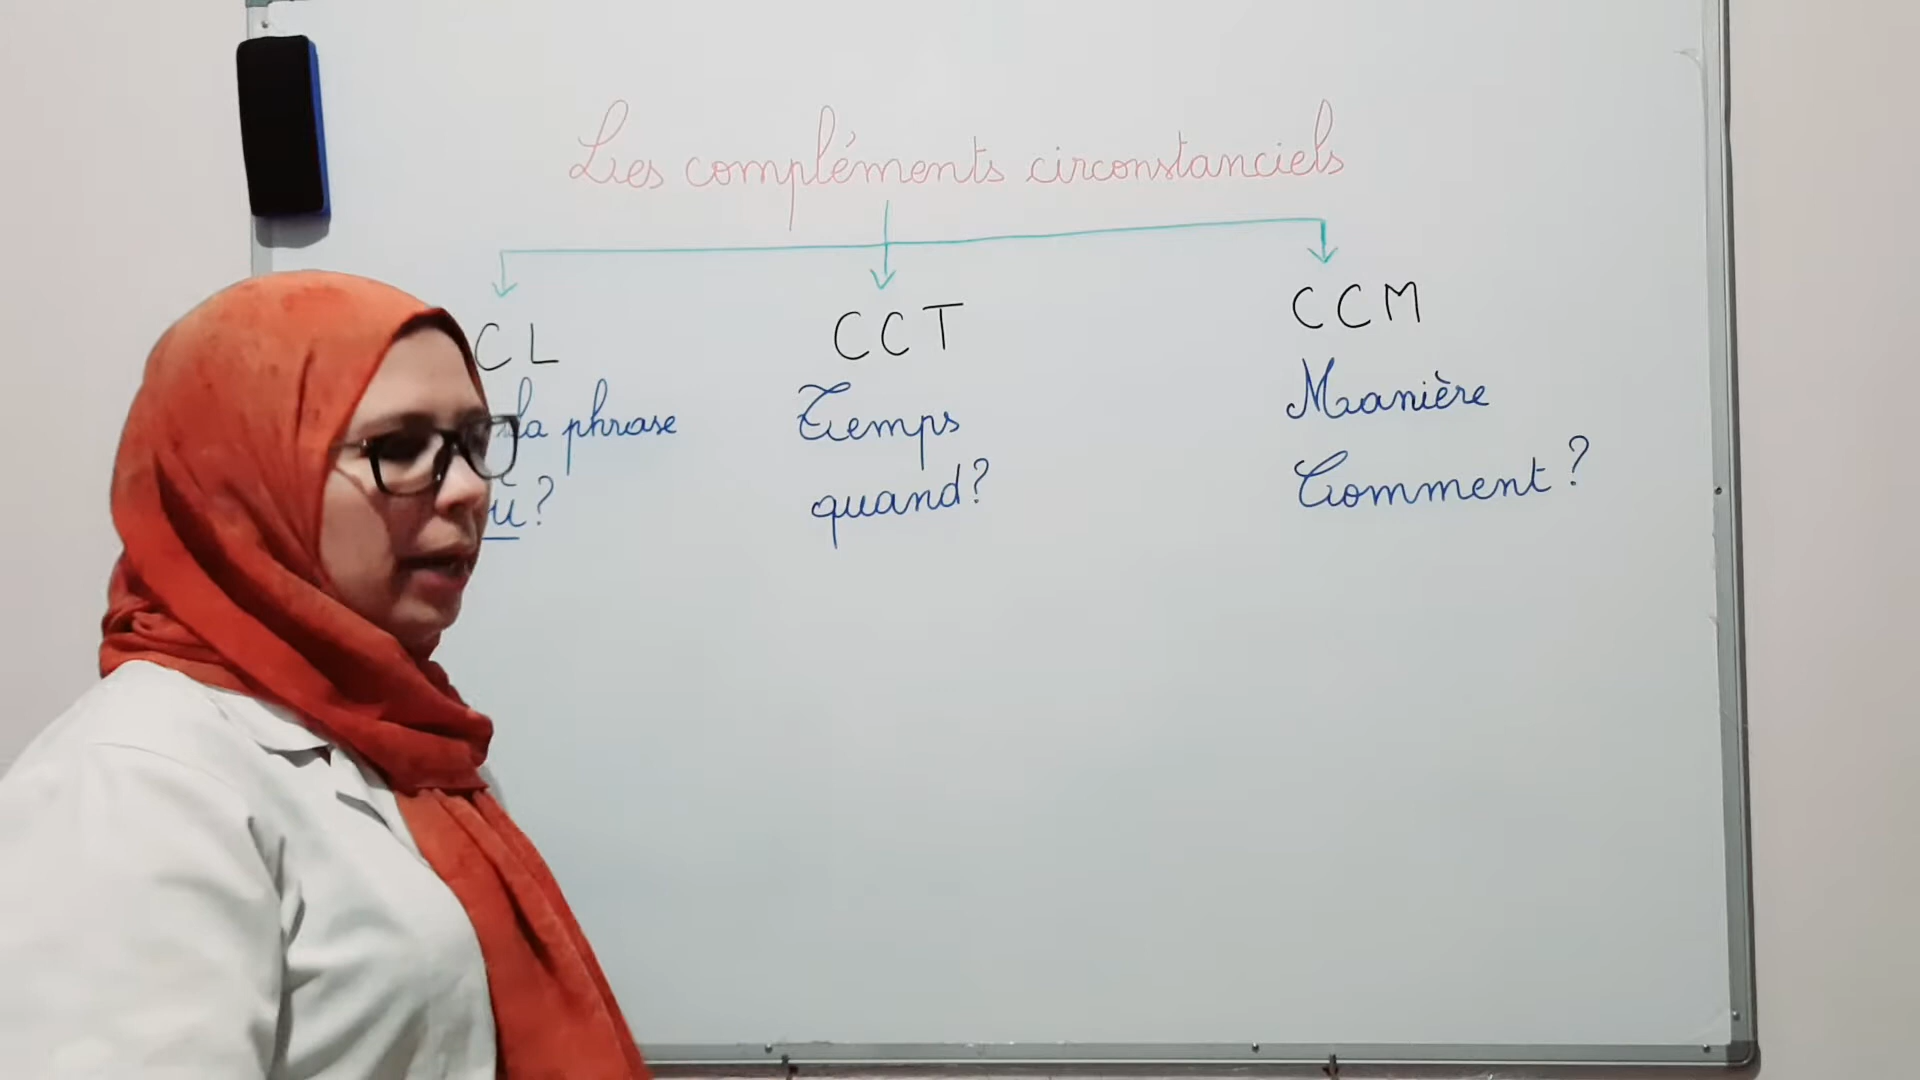 Les compléments circonstanciels
CL
CCT
CCM
la phrase
Temps
Manière
quand?
Comment?